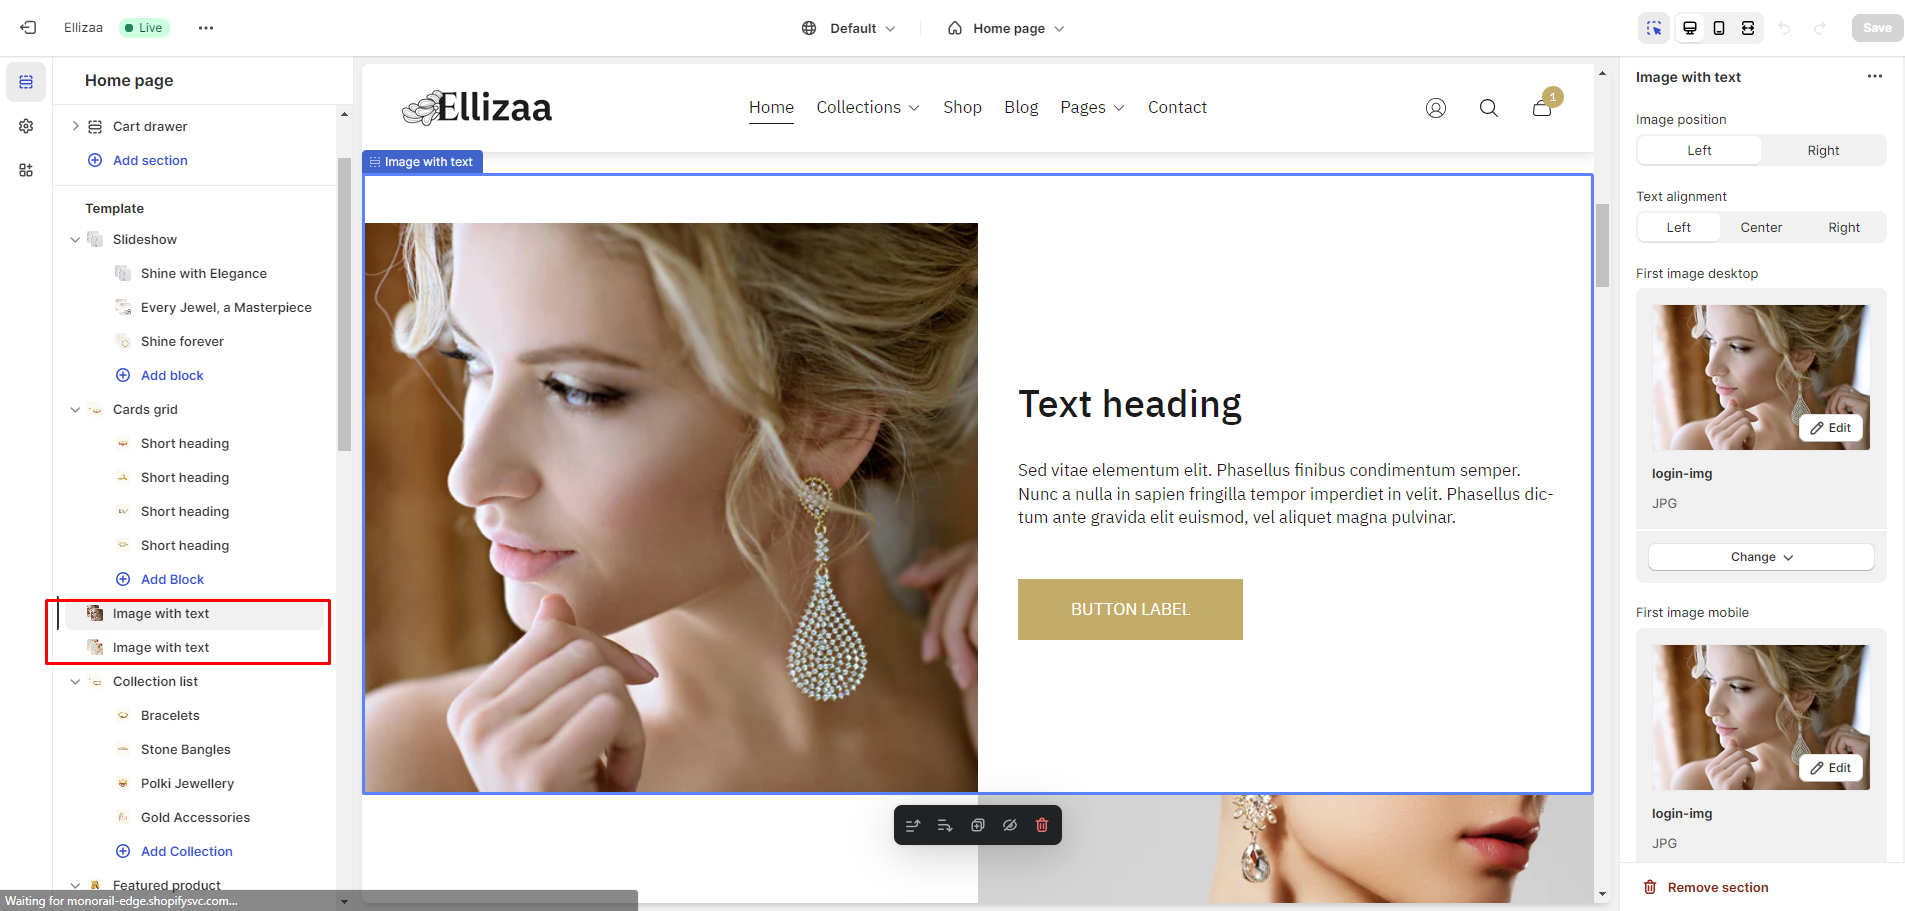 Ellizaa
Live
Default
Home page
Save
Home page
Cart drawer
Add section
Template
Slideshow
Shine with Elegance
Every Jewel, a Masterpiece
Shine forever
Add block
Cards grid
Short heading
Short heading
Short heading
Short heading
Add Block
Image with text
Image with text
Collection list
Bracelets
Stone Bangles
Polki Jewellery
Gold Accessories
Add Collection
Featured product
Waiting for monorail-edge.shopifysvc.com...
Ellizaa
Home
Collections
Shop
Blog
Pages
Contact
1
Image with text
Text heading
Sed vitae elementum elit. Phasellus finibus condimentum semper.
Nunc a nulla in sapien fringilla tempor imperdiet in velit. Phasellus dic-
tum ante gravida elit euismod, vel aliquet magna pulvinar.
BUTTON LABEL
Image with text
Image position
Left
Right
Text alignment
Left
Center
Right
First image desktop
Edit
login-img
JPG
Change
First image mobile
Edit
login-img
JPG
Remove section